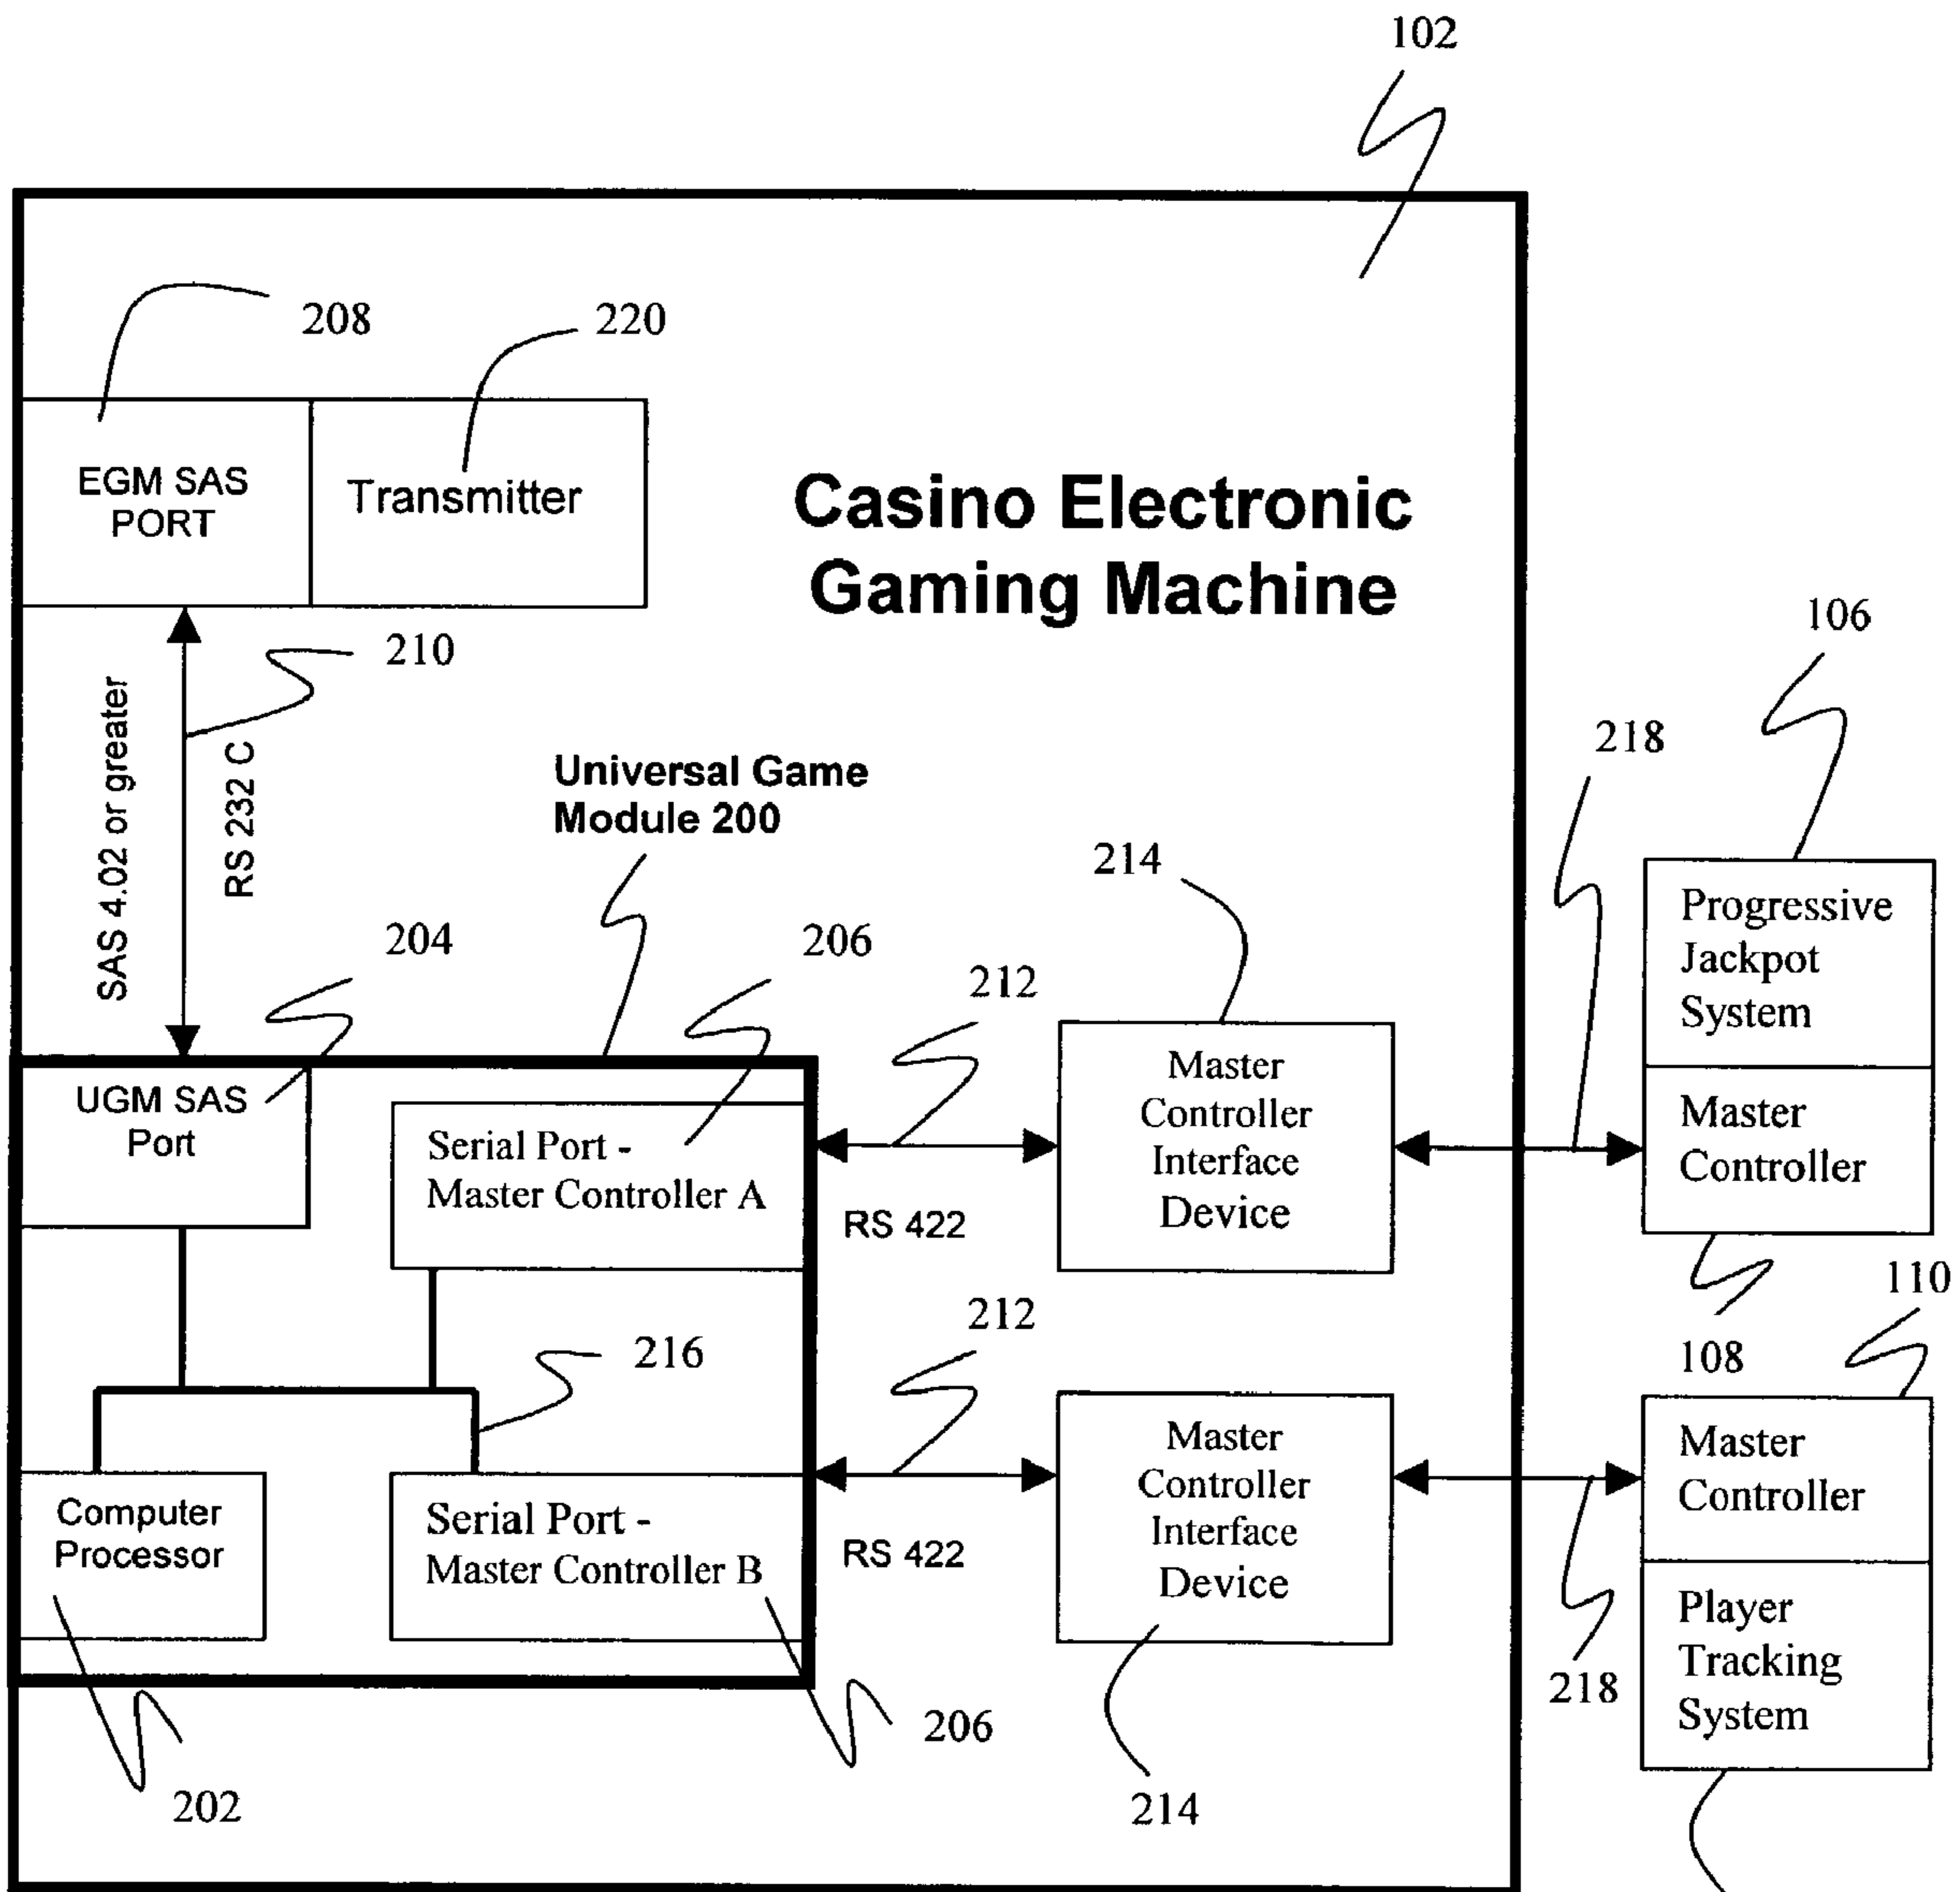 102
208
220
EGM SAS
PORT
Transmitter
Casino Electronic
Gaming Machine
210
SAS 4.02 or greater
RS 232 C
106
218
Universal Game
Module 200
214
204
206
212
Progressive
Jackpot
System
Master
Controller
108
UGM SAS
Port
Serial Port -
Master Controller A
RS 422
Master
Controller
Interface
Device
110
216
212
Computer
Processor
Serial Port -
Master Controller B
RS 422
Master
Controller
Interface
Device
Master
Controller
Player
Tracking
System
218
202
206
214